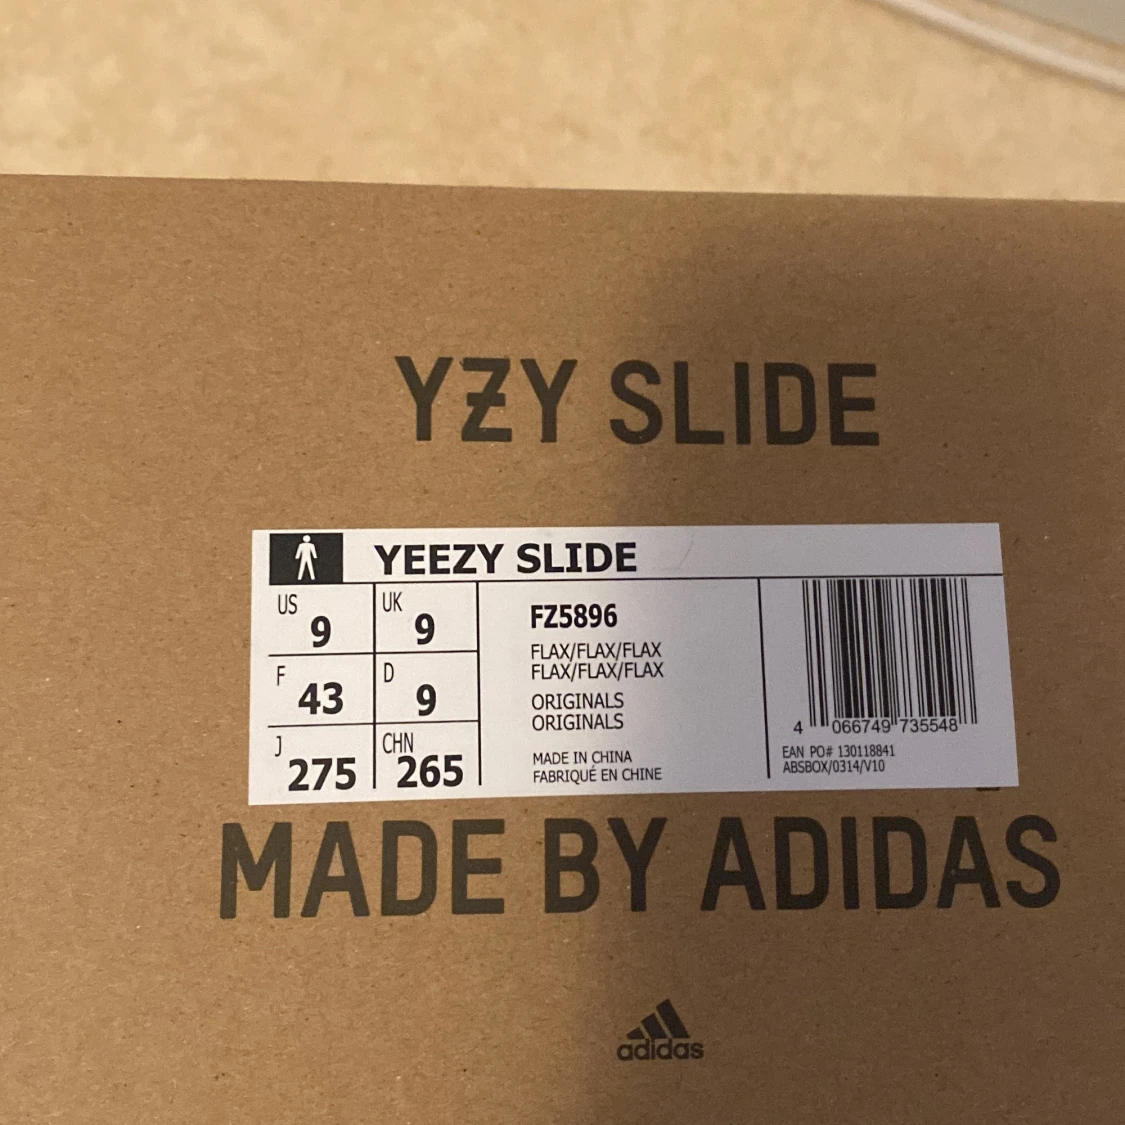 YZY SLIDE
YEEZY SLIDE
US 9 UK 9
F 43 D 9
J 275 CHN 265
FZ5896
FLAX/FLAX/FLAX
FLAX/FLAX/FLAX
ORIGINALS
ORIGINALS
MADE IN CHINA
FABRIQUÉ EN CHINE
4 066749 735548
EAN PO# 130118841
ABSBOX/0314/V10
MADE BY ADIDAS
adidas